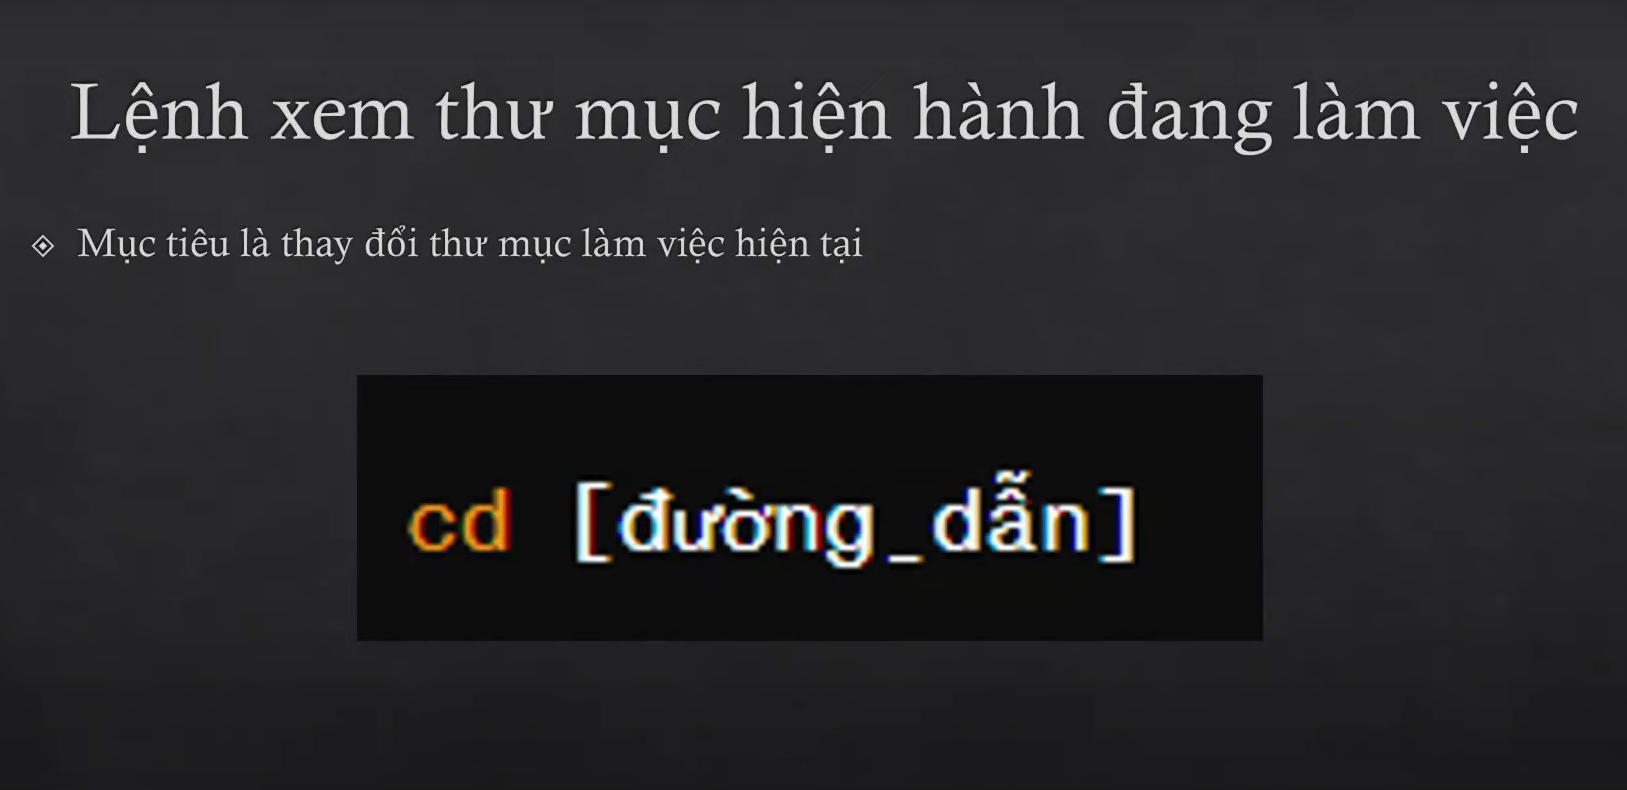 Lệnh xem thư mục hiện hành đang làm việc
Mục tiêu là thay đổi thư mục làm việc hiện tại
cd [đường_dẫn]